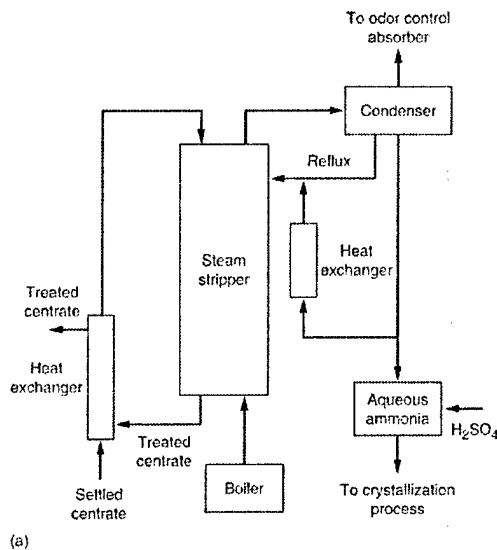 To odor control
absorber
Condenser
Reflux
Steam
stripper
Heat
exchanger
Treated
centrate
Heat
exchanger
Aqueous
ammonia
H₂SO₄
Treated
centrate
Boiler
Settled
centrate
To crystallization
process
(a)